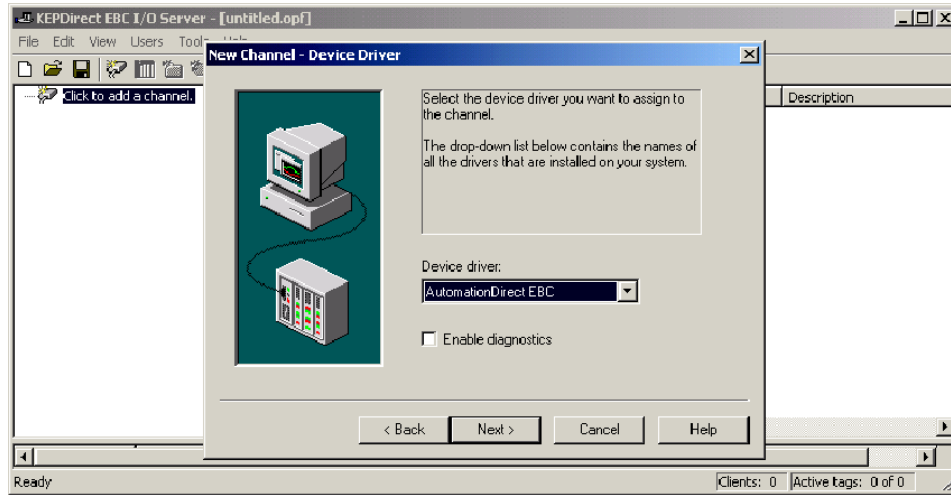 KEPDirect EBC I/O Server - [untitled.opf]
File Edit View Users Tools Help
New Channel - Device Driver
Click to add a channel.
Description
Select the device driver you want to assign to
the channel.
The drop-down list below contains the names of
all the drivers that are installed on your system.
Device driver:
AutomationDirect EBC
Enable diagnostics
< Back Next > Cancel Help
Ready Clients: 0 Active tags: 0 of 0